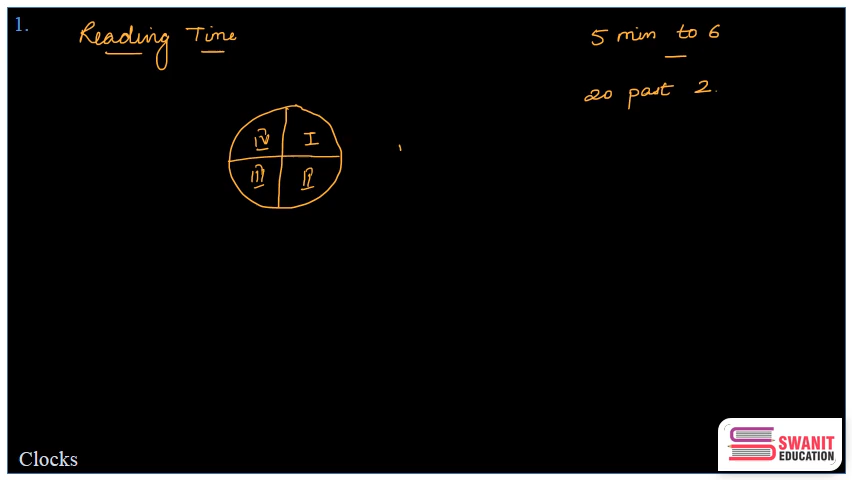 1.
Reading Time
5 min to 6
20 past 2.
IV I
III II
Clocks
SWANIT
EDUCATION